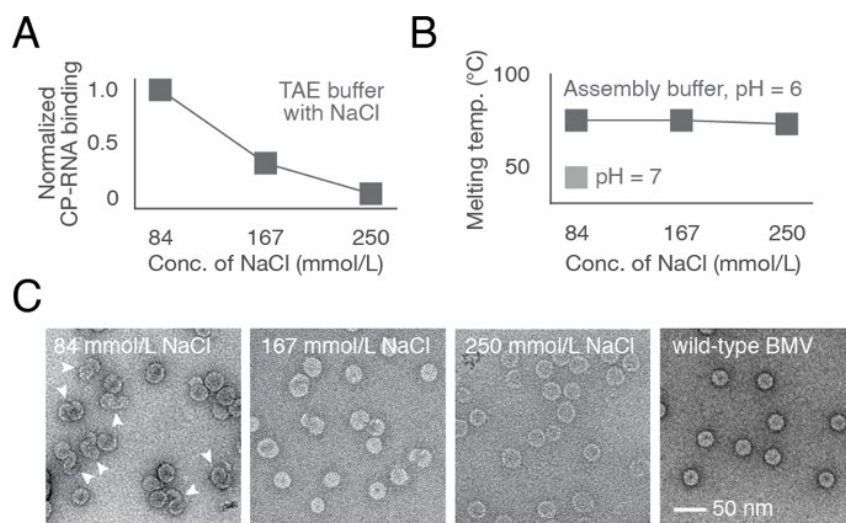 A
Normalized
CP-RNA binding
1.0
0.5
0
TAE buffer
with NaCl
84 167 250
Conc. of NaCl (mmol/L)
B
Melting temp. (°C)
100
50
Assembly buffer, pH = 6
pH = 7
84 167 250
Conc. of NaCl (mmol/L)
C
84 mmol/L NaCl
167 mmol/L NaCl
250 mmol/L NaCl
wild-type BMV
50 nm